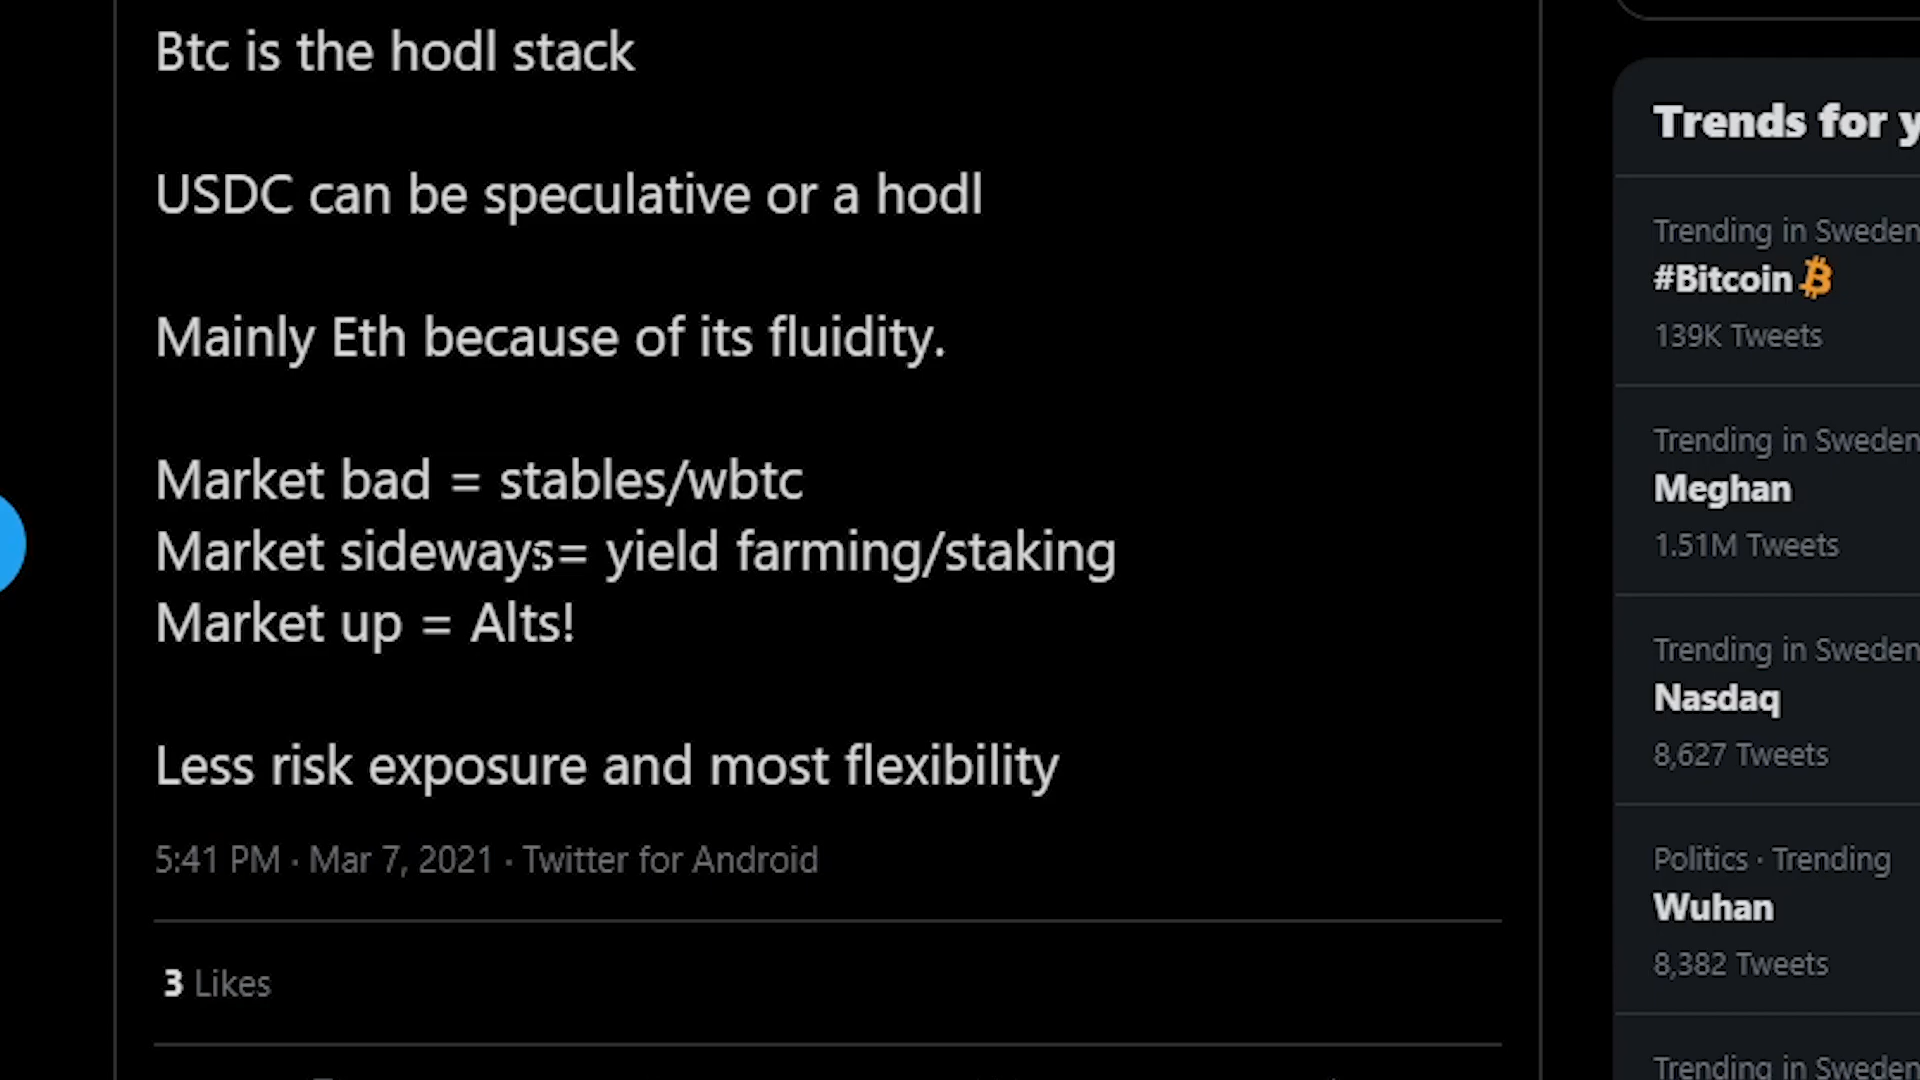 Btc is the hodl stack
USDC can be speculative or a hodl
Mainly Eth because of its fluidity.
Market bad = stables/wbtc
Market sideways= yield farming/staking
Market up = Alts!
Less risk exposure and most flexibility
5:41 PM · Mar 7, 2021 · Twitter for Android
3 Likes
Trends for y
Trending in Sweden
#Bitcoin
139K Tweets
Trending in Sweden
Meghan
1.51M Tweets
Trending in Sweden
Nasdaq
8,627 Tweets
Politics · Trending
Wuhan
8,382 Tweets
Trending in Sweden